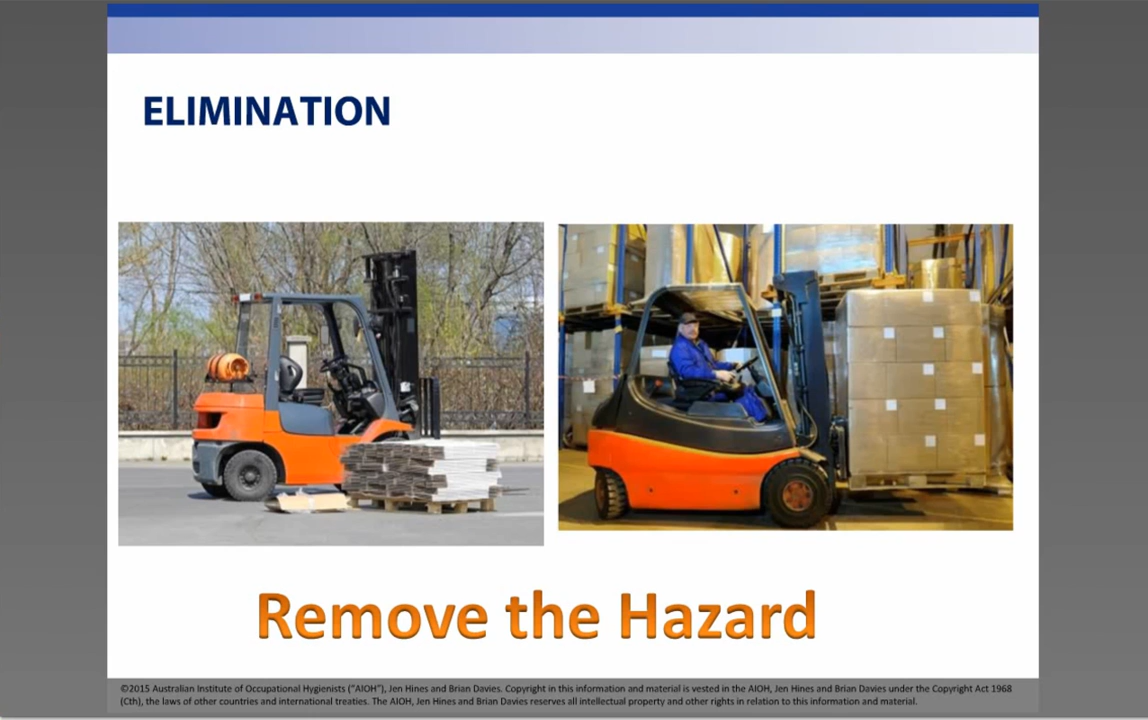 ELIMINATION
Remove the Hazard
©2015 Australian Institute of Occupational Hygienists ("AIOH"), Jen Hines and Brian Davies. Copyright in this information and material is vested in the AIOH, Jen Hines and Brian Davies under the Copyright Act 1968
(Cth), the laws of other countries and international treaties. The AIOH, Jen Hines and Brian Davies reserves all intellectual property and other rights in relation to this information and material.